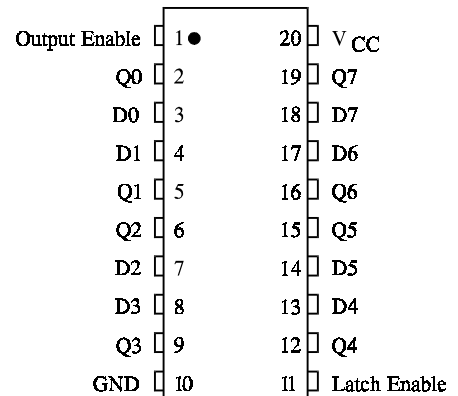 Output Enable 1 20 V CC
Q0 2 19 Q7
D0 3 18 D7
D1 4 17 D6
Q1 5 16 Q6
Q2 6 15 Q5
D2 7 14 D5
D3 8 13 D4
Q3 9 12 Q4
GND 10 11 Latch Enable